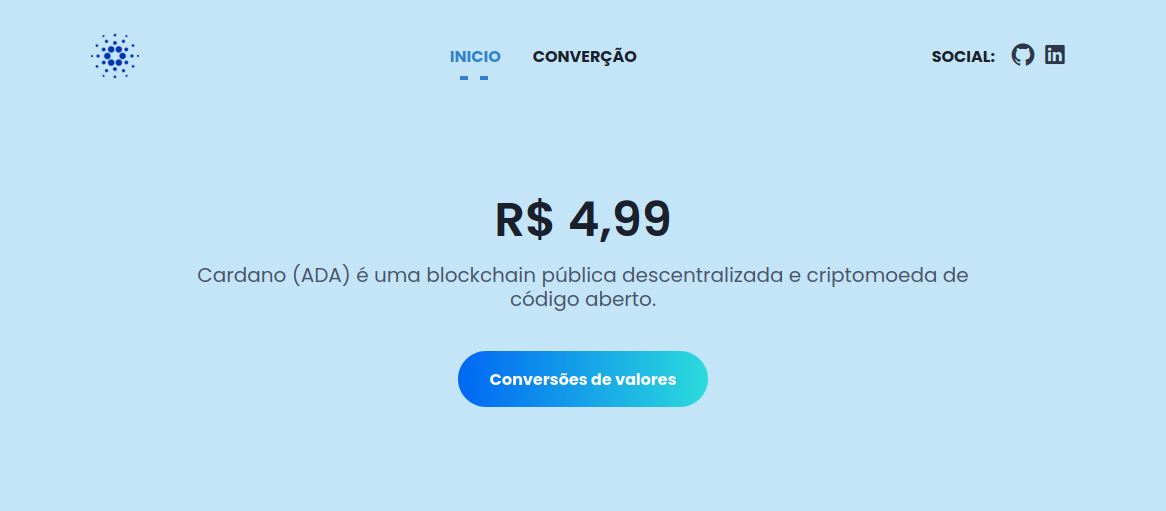 INICIO CONVERÇÃO SOCIAL:
R$ 4,99
Cardano (ADA) é uma blockchain pública descentralizada e criptomoeda de
código aberto.
Conversões de valores